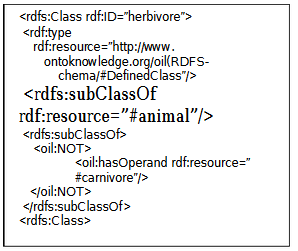 <rdfs:Class rdf:ID="herbivore">
<rdf:type
rdf:resource="http://www.
ontoknowledge.org/oil(RDFS-
chema/#DefinedClass"/>
<rdfs:subClassOf
rdf:resource="#animal"/>
<rdfs:subClassOf>
<oil:NOT>
<oil:hasOperand rdf:resource="
#carnivore"/>
</oil:NOT>
</rdfs:subClassOf>
<rdfs:Class>